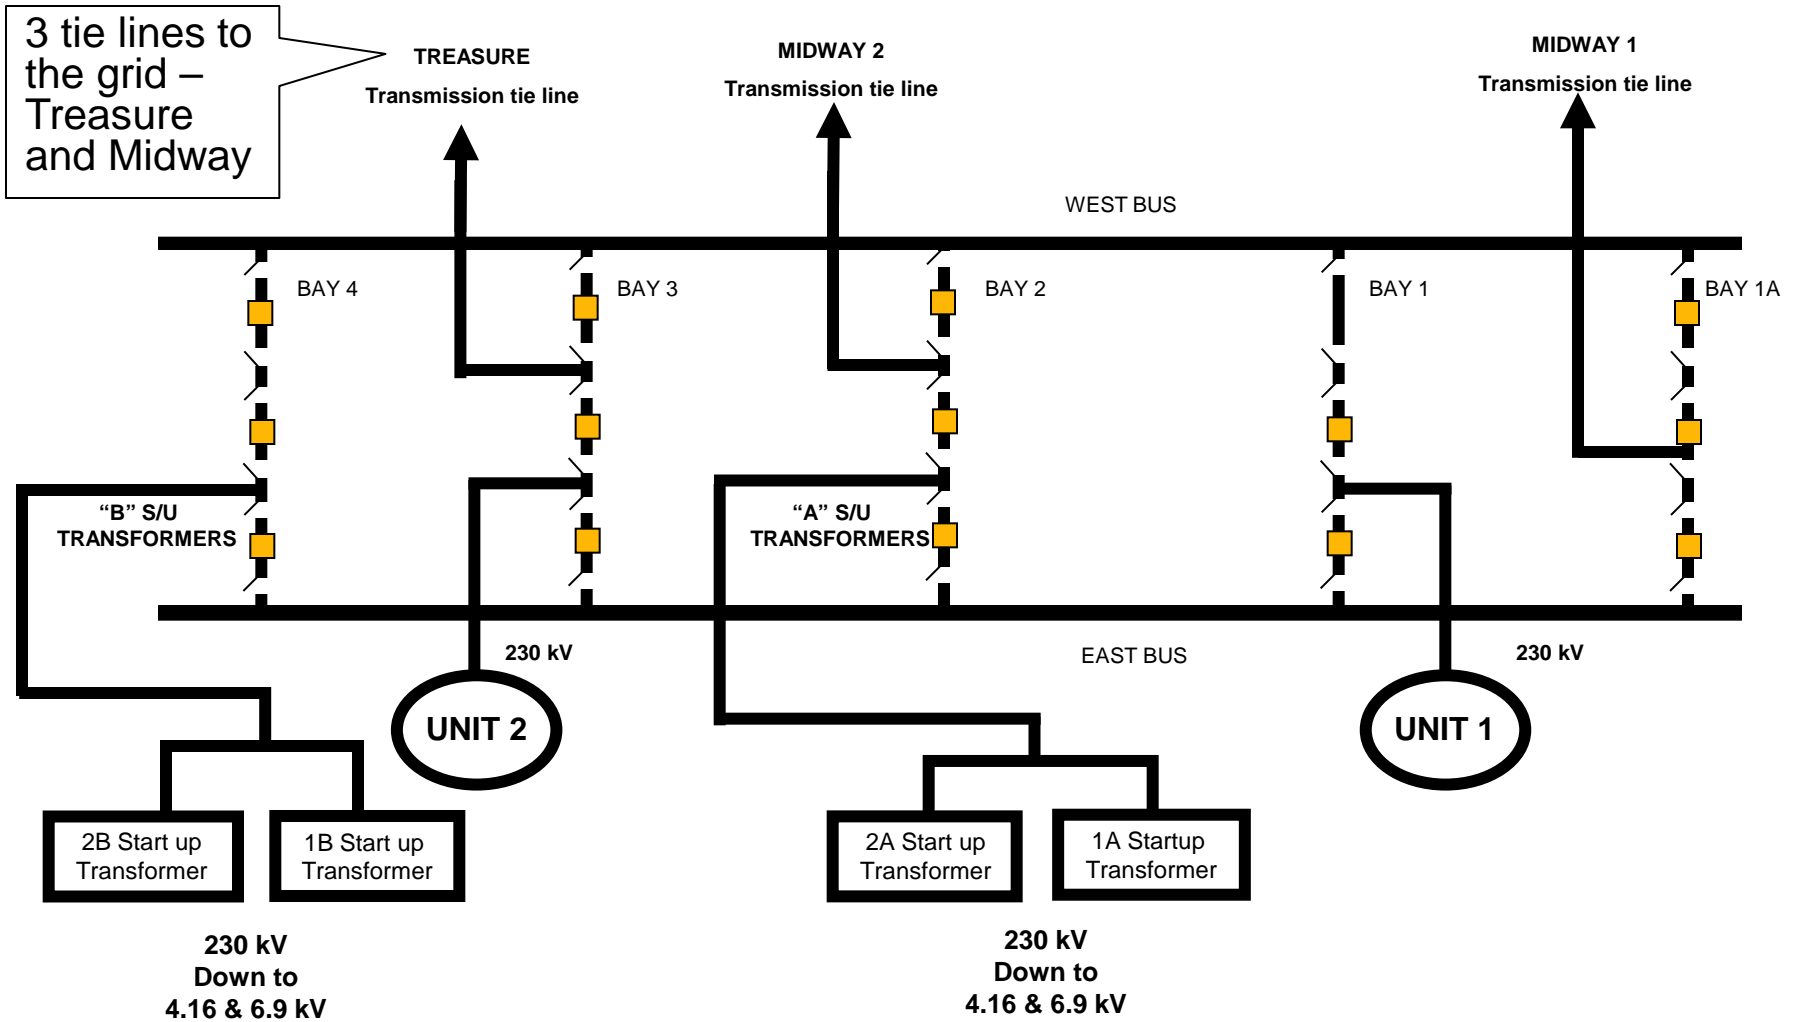 3 tie lines to
the grid –
Treasure
and Midway
TREASURE
Transmission tie line
MIDWAY 2
Transmission tie line
MIDWAY 1
Transmission tie line
WEST BUS
BAY 4
BAY 3
BAY 2
BAY 1
BAY 1A
“B” S/U
TRANSFORMERS
“A” S/U
TRANSFORMERS
230 kV
EAST BUS
230 kV
UNIT 2
UNIT 1
2B Start up
Transformer
1B Start up
Transformer
2A Start up
Transformer
1A Startup
Transformer
230 kV
Down to
4.16 & 6.9 kV
230 kV
Down to
4.16 & 6.9 kV